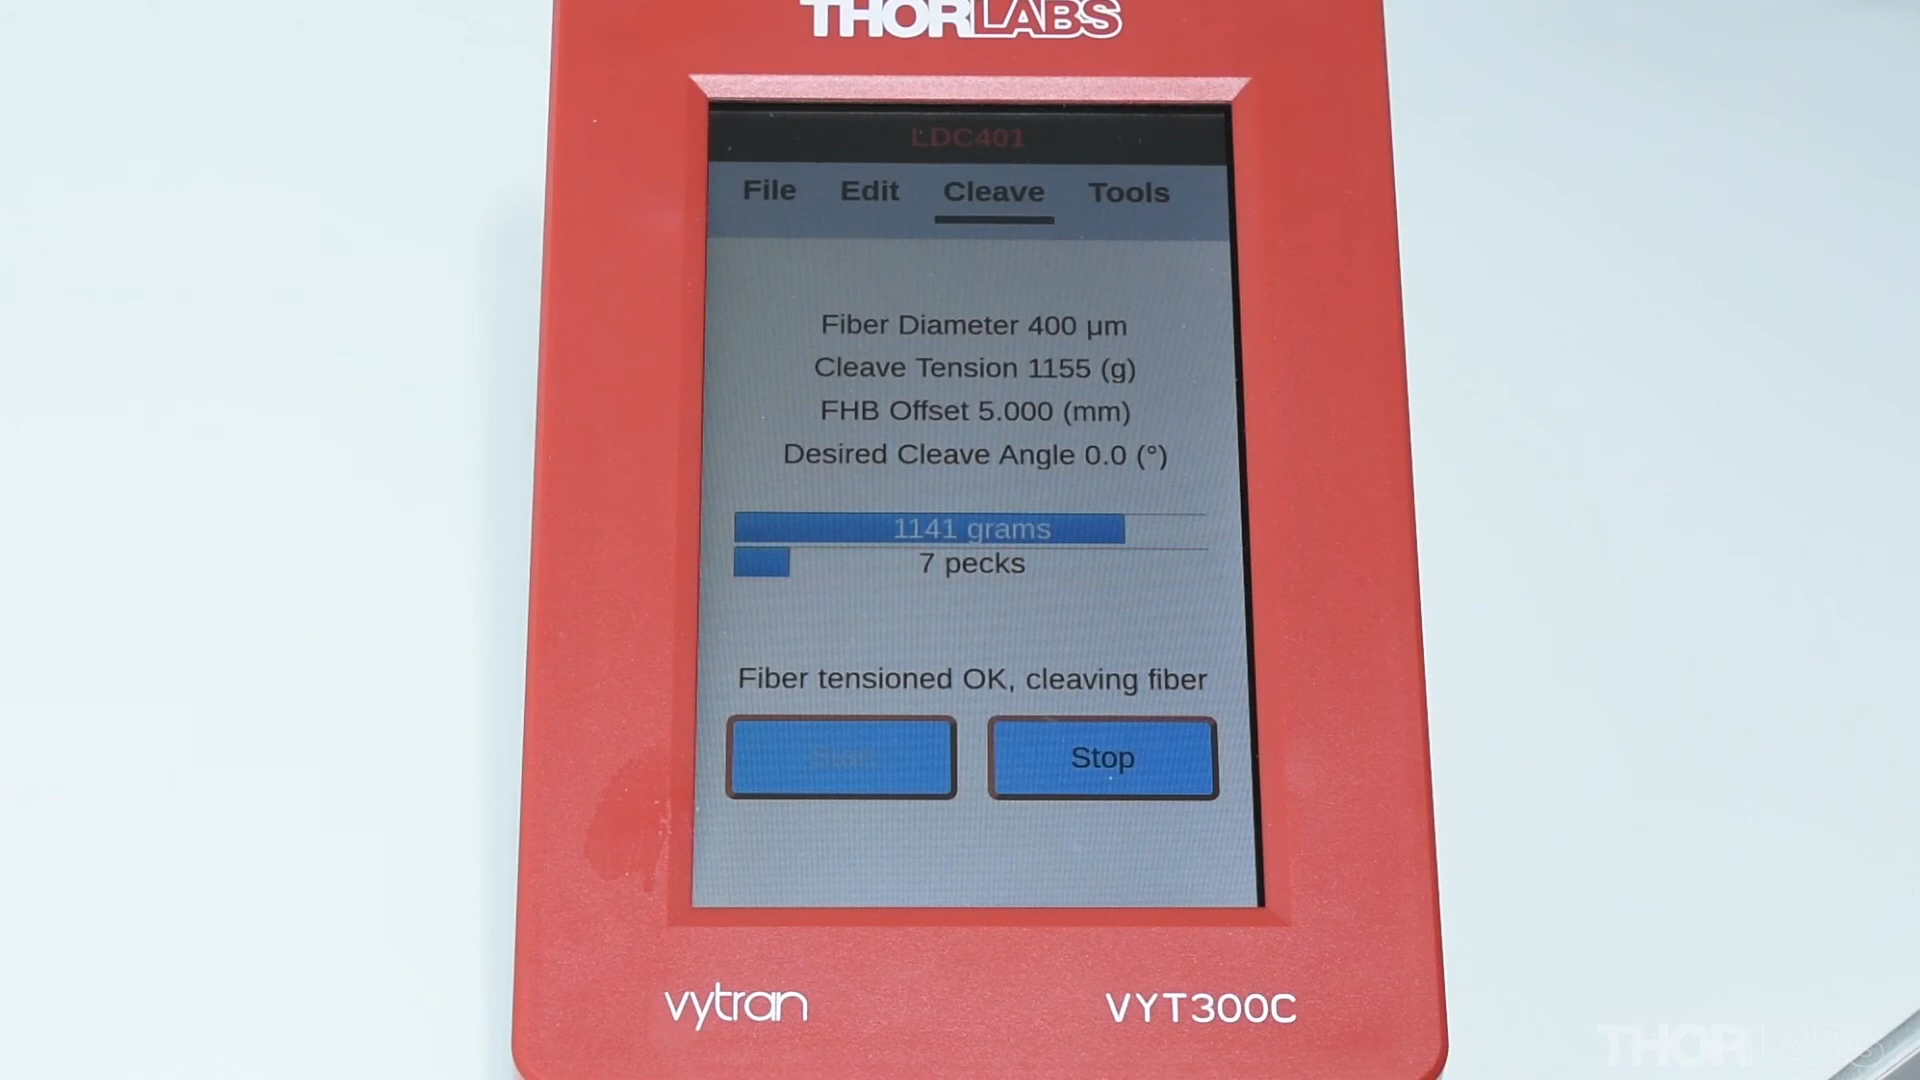 THORLABS
LDC401
File Edit Cleave Tools
Fiber Diameter 400 µm
Cleave Tension 1155 (g)
FHB Offset 5.000 (mm)
Desired Cleave Angle 0.0 (°)
1141 grams
7 pecks
Fiber tensioned OK, cleaving fiber
Stop
vytran VYT300C
THORLABS